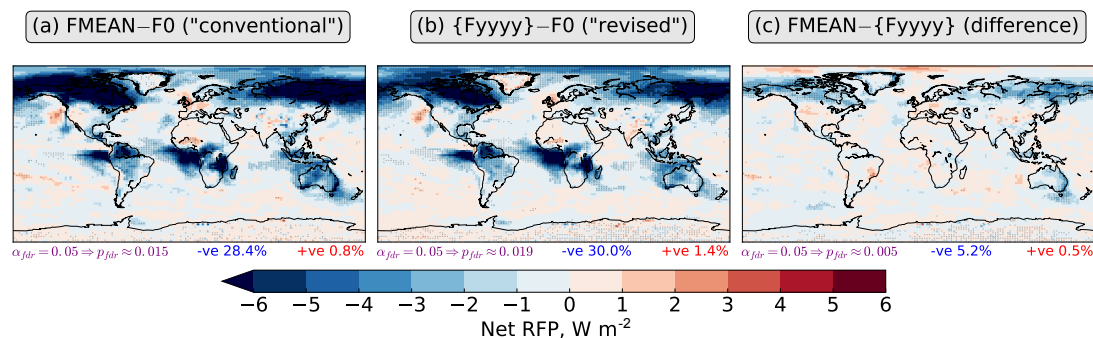 (a) FMEAN−F0 ("conventional")
(b) {Fyyyy}−F0 ("revised")
(c) FMEAN−{Fyyyy} (difference)
α_fdr = 0.05 ⇒ p_fdr ≈ 0.015 -ve 28.4% +ve 0.8%
α_fdr = 0.05 ⇒ p_fdr ≈ 0.019 -ve 30.0% +ve 1.4%
α_fdr = 0.05 ⇒ p_fdr ≈ 0.005 -ve 5.2% +ve 0.5%
−6 −5 −4 −3 −2 −1 0 1 2 3 4 5 6
Net RFP, W m⁻²